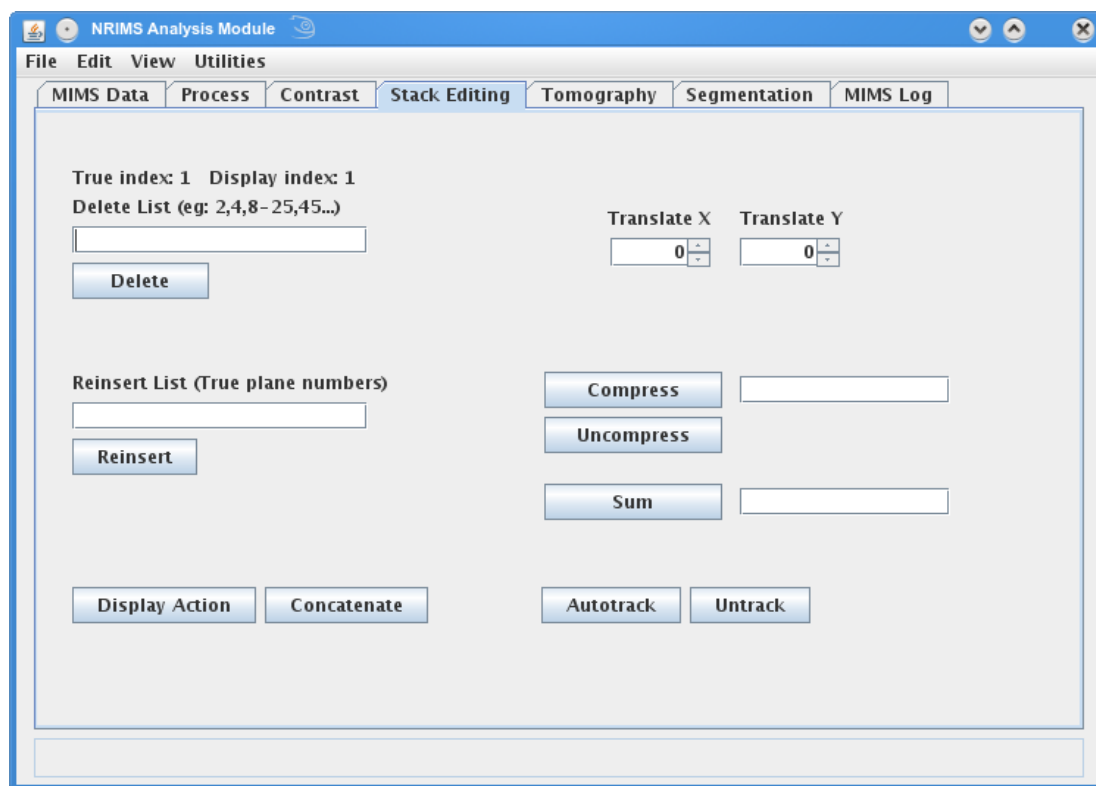 NRIMS Analysis Module
File Edit View Utilities
MIMS Data Process Contrast Stack Editing Tomography Segmentation MIMS Log
True index: 1 Display index: 1
Delete List (eg: 2,4,8-25,45...)
Translate X Translate Y
0 0
Delete
Reinsert List (True plane numbers)
Compress
Uncompress
Reinsert
Sum
Display Action Concatenate Autotrack Untrack